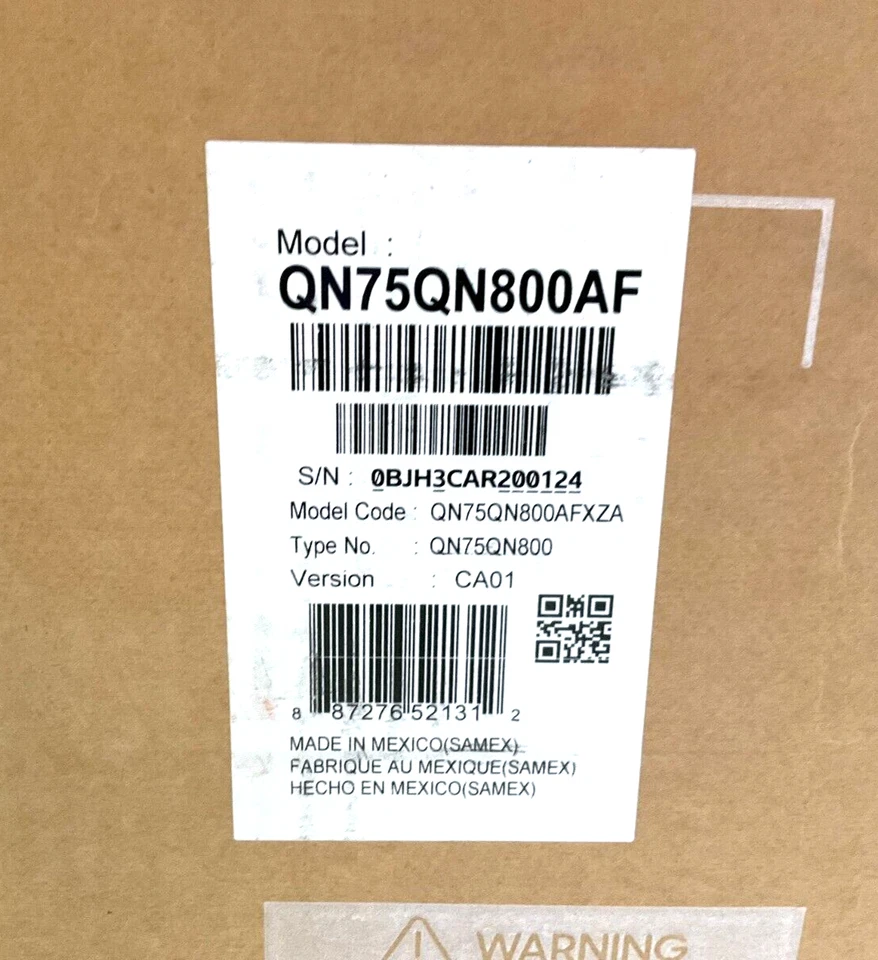 Model :
QN75QN800AF
S/N : 0BJH3CAR200124
Model Code : QN75QN800AFXZA
Type No. : QN75QN800
Version : CA01
8 87276 52131 2
MADE IN MEXICO(SAMEX)
FABRIQUE AU MEXIQUE(SAMEX)
HECHO EN MEXICO(SAMEX)
WARNING